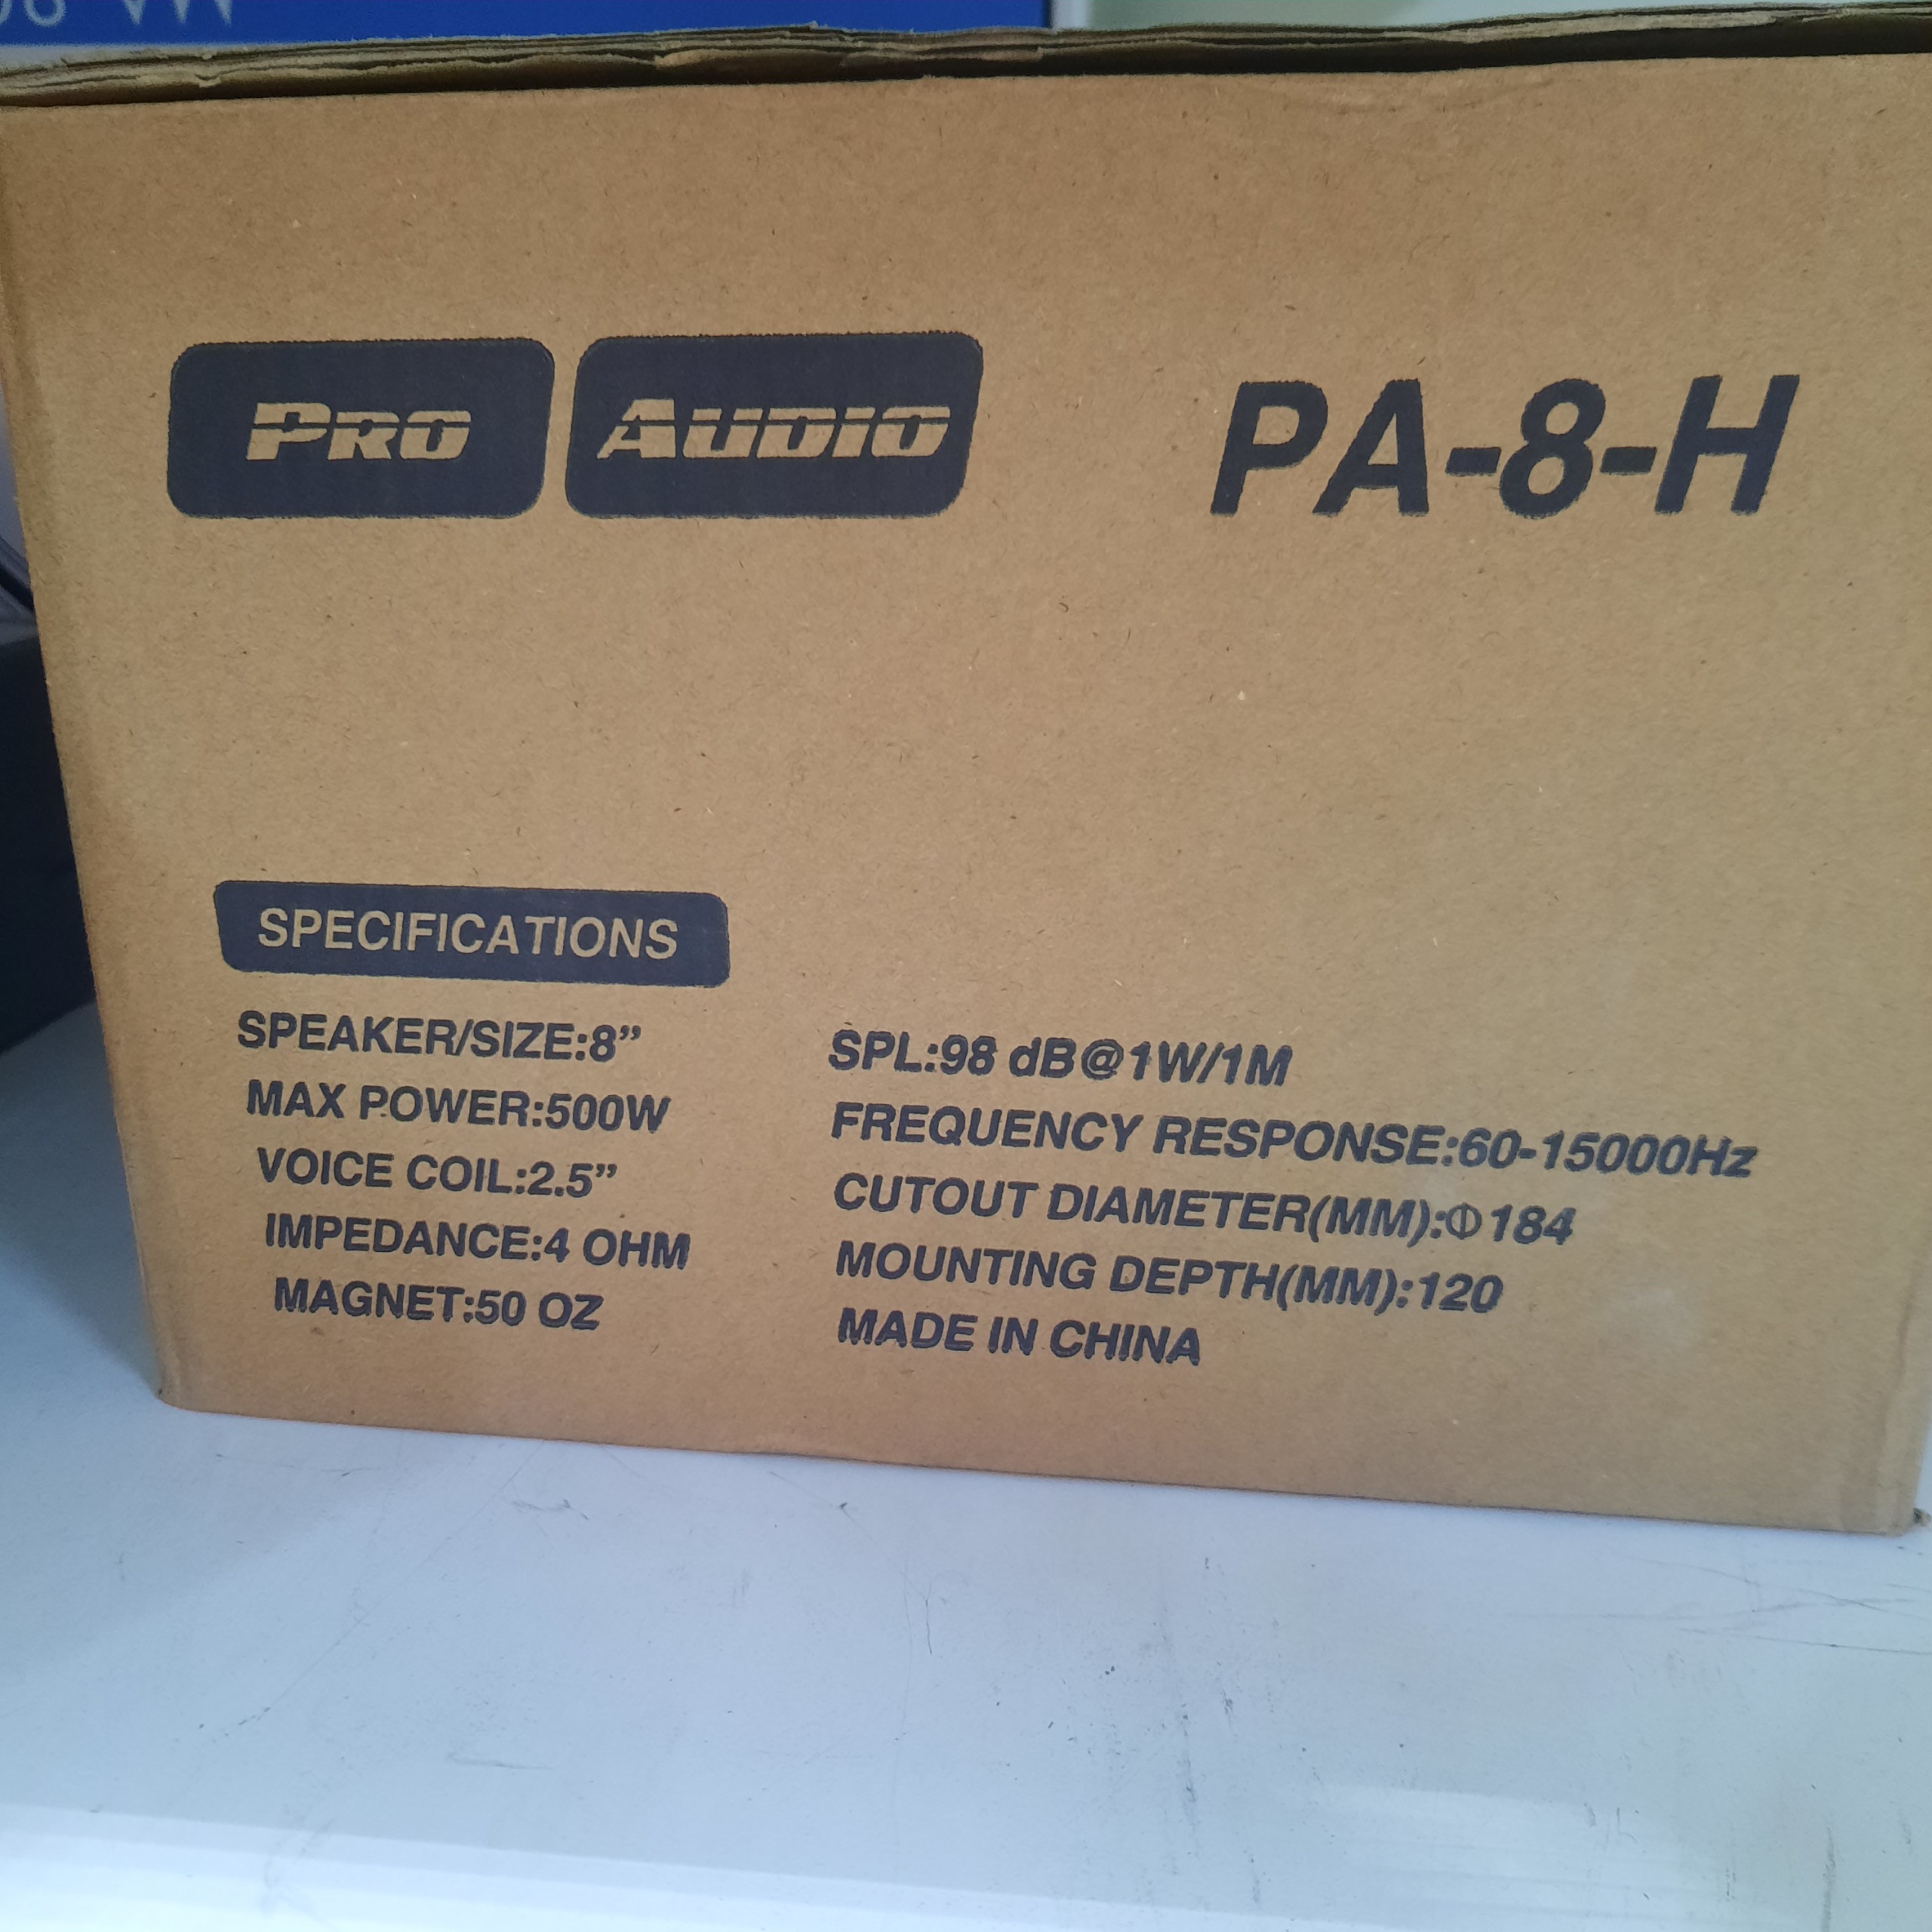 PRO AUDIO
PA-8-H
SPECIFICATIONS
SPEAKER/SIZE:8”
MAX POWER:500W
VOICE COIL:2.5”
IMPEDANCE:4 OHM
MAGNET:50 OZ
SPL:98 dB@1W/1M
FREQUENCY RESPONSE:60-15000Hz
CUTOUT DIAMETER(MM):Φ184
MOUNTING DEPTH(MM):120
MADE IN CHINA